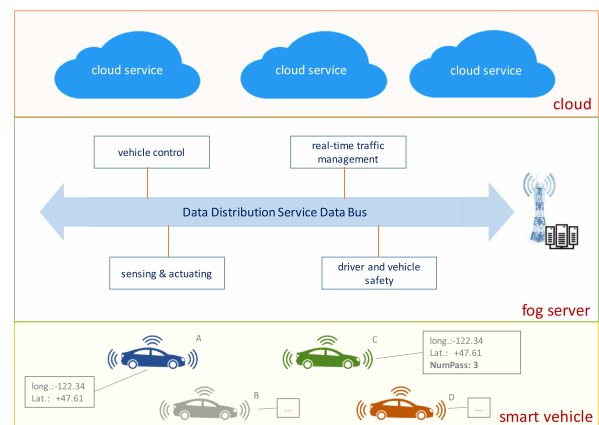 cloud service
cloud service
cloud service
cloud
vehicle control
real-time traffic
management
Data Distribution Service Data Bus
sensing & actuating
driver and vehicle
safety
fog server
A
C
long.:-122.34
Lat.: +47.61
NumPass: 3
long.:-122.34
Lat.: +47.61
B
...
D
...
smart vehicle